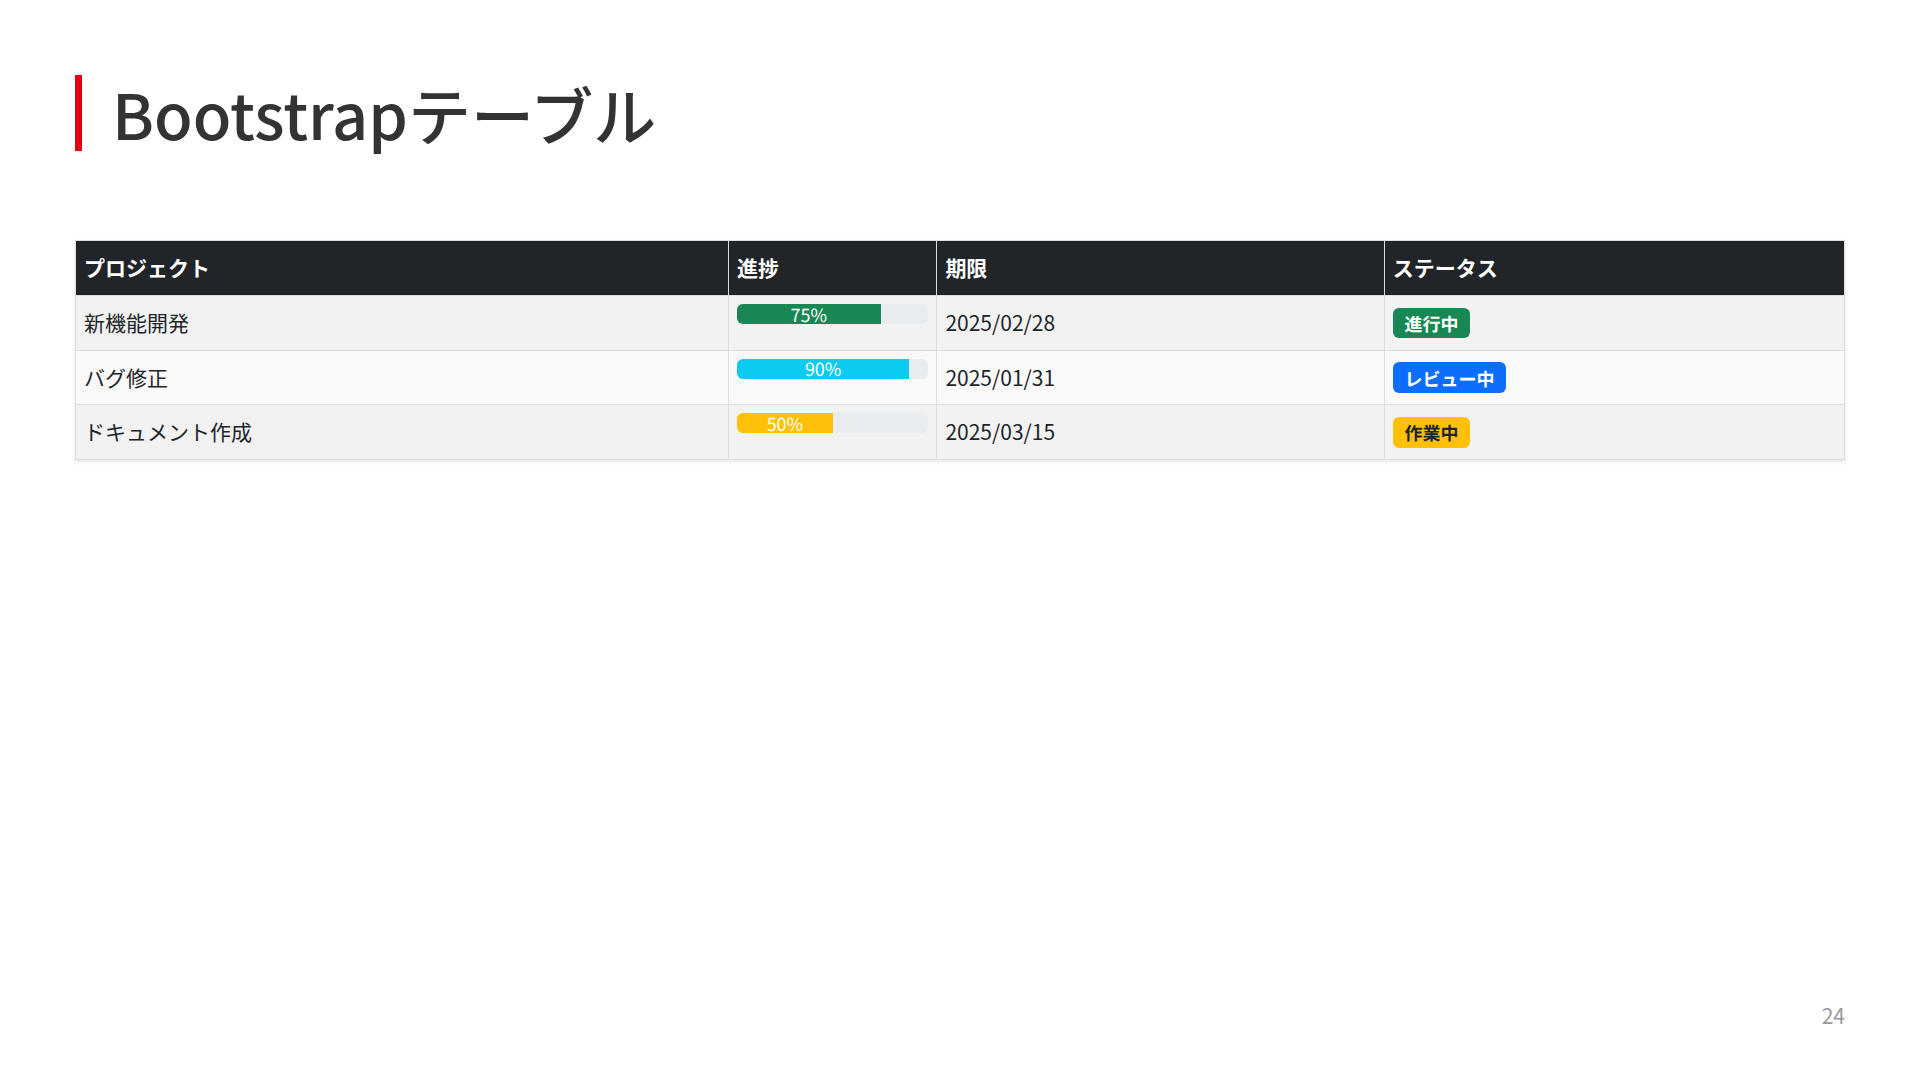 Bootstrapテーブル
プロジェクト 進捗 期限 ステータス
新機能開発 75% 2025/02/28 進行中
バグ修正 90% 2025/01/31 レビュー中
ドキュメント作成 50% 2025/03/15 作業中
24